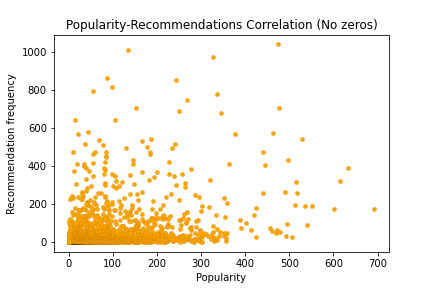 Popularity-Recommendations Correlation (No zeros)
1000
800
600
400
200
0
Recommendation frequency
0 100 200 300 400 500 600 700
Popularity